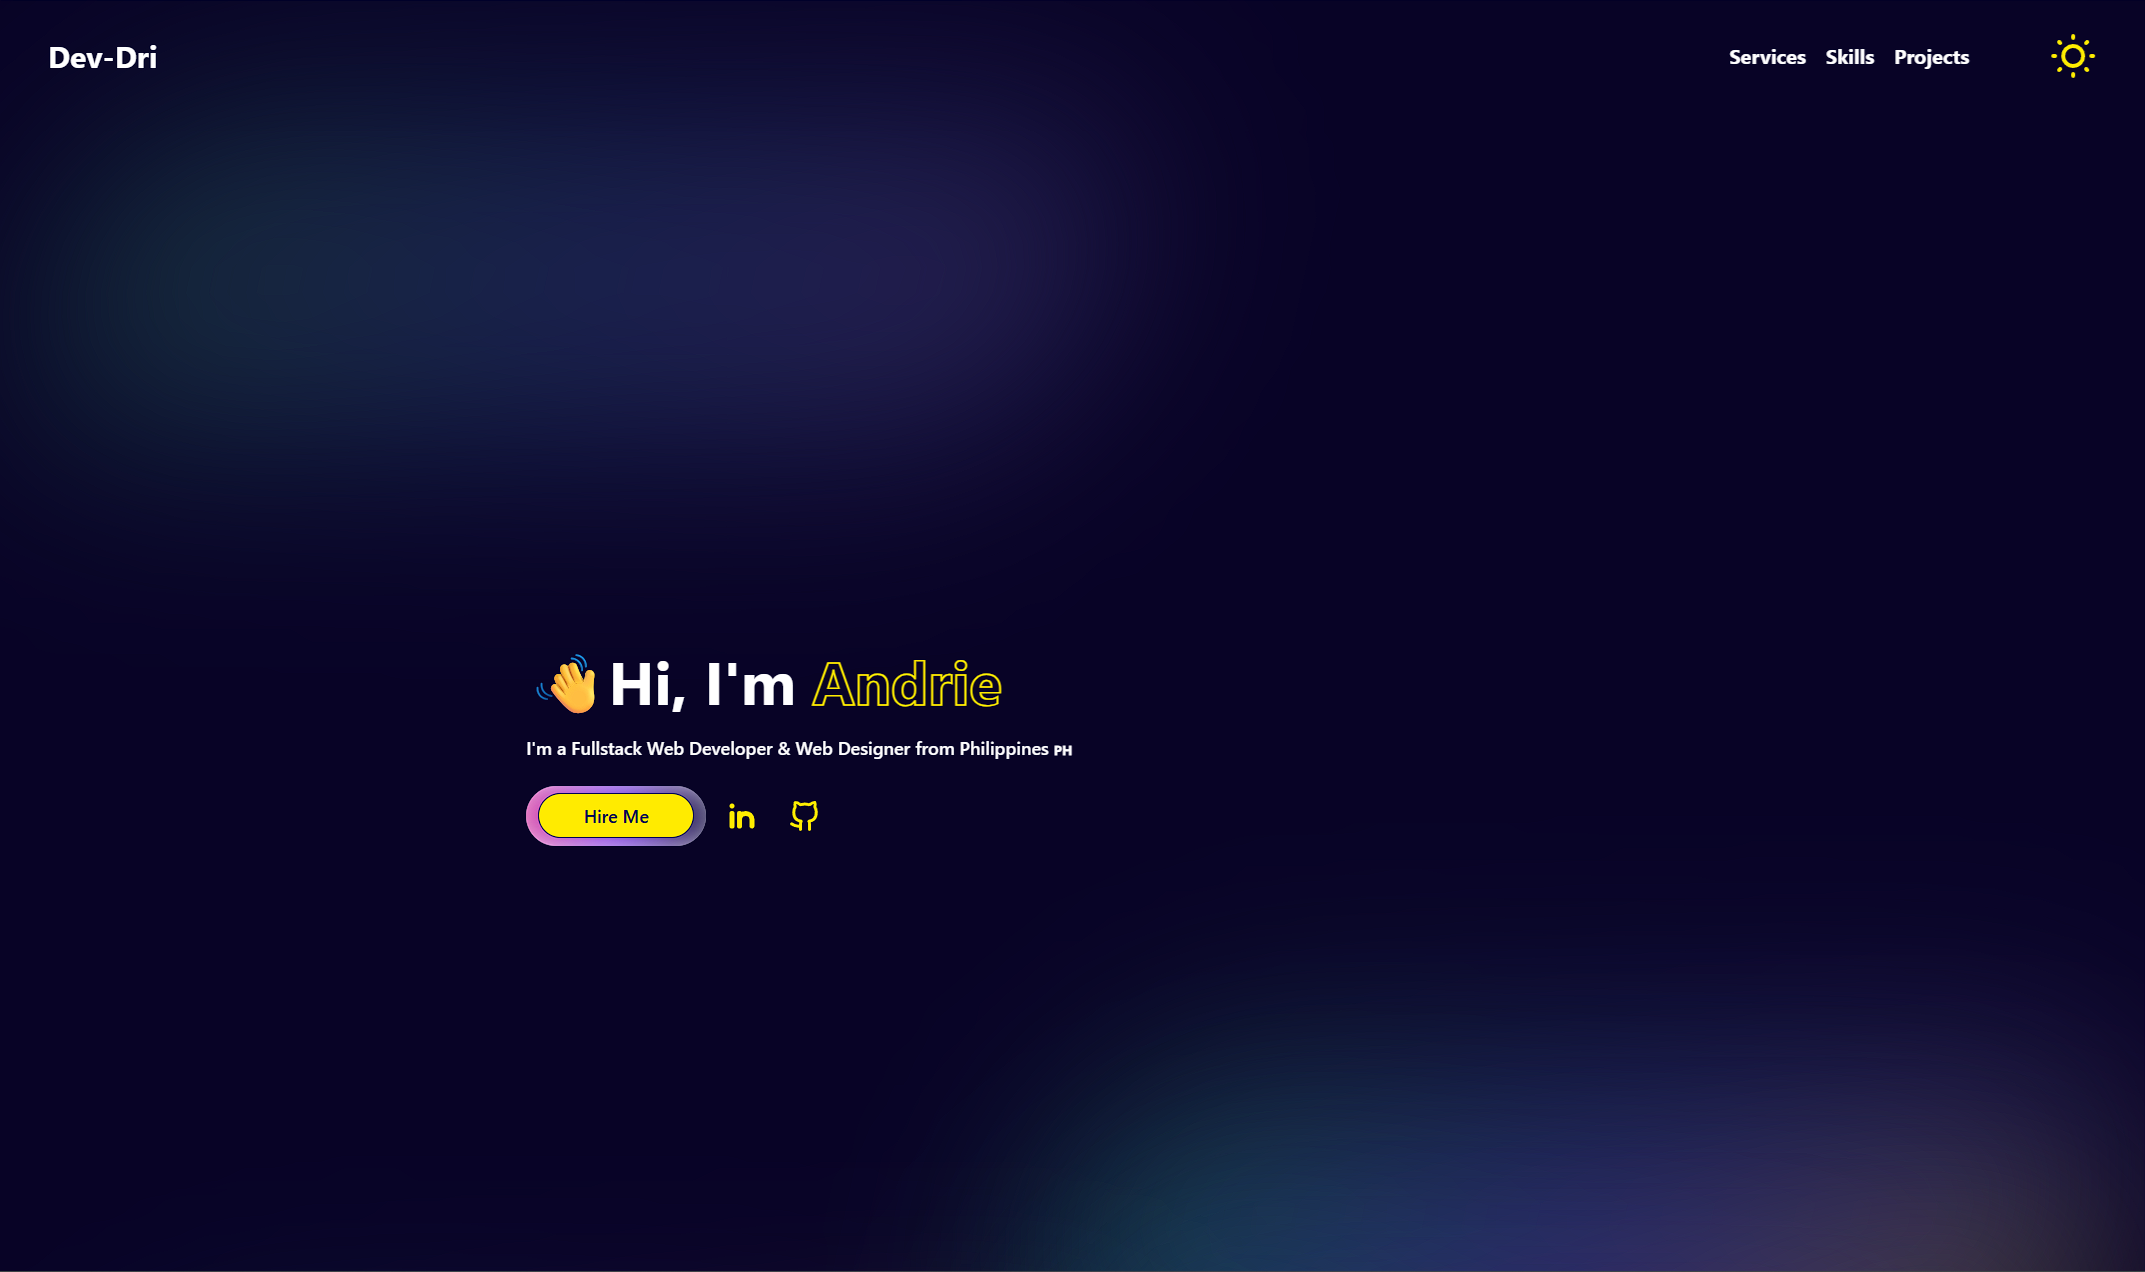 Dev-Dri
Services Skills Projects
👋 Hi, I'm Andrie
I'm a Fullstack Web Developer & Web Designer from Philippines PH
Hire Me
in